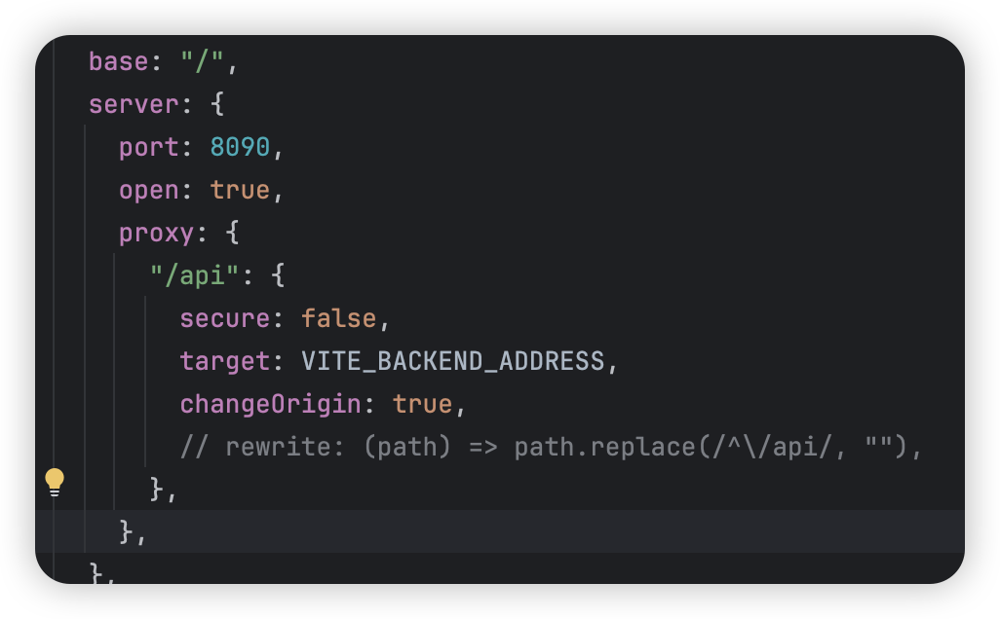 base: "/",
server: {
port: 8090,
open: true,
proxy: {
"/api": {
secure: false,
target: VITE_BACKEND_ADDRESS,
changeOrigin: true,
// rewrite: (path) => path.replace(/^\/api/, ""),
},
},
},